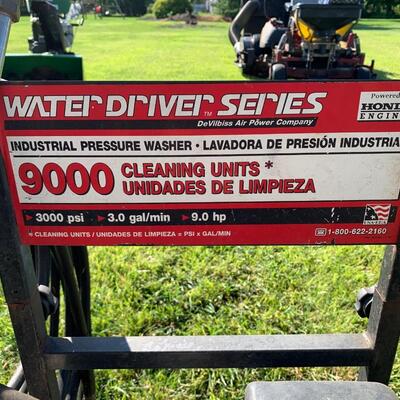 WATER DRIVER SERIES™
DeVilbiss Air Power Company
Powered
HONDA
ENGINE
INDUSTRIAL PRESSURE WASHER • LAVADORA DE PRESIÓN INDUSTRIA
9000 CLEANING UNITS*
UNIDADES DE LIMPIEZA
3000 psi 3.0 gal/min 9.0 hp
* CLEANING UNITS / UNIDADES DE LIMPIEZA = PSI x GAL/MIN
1-800-622-2160